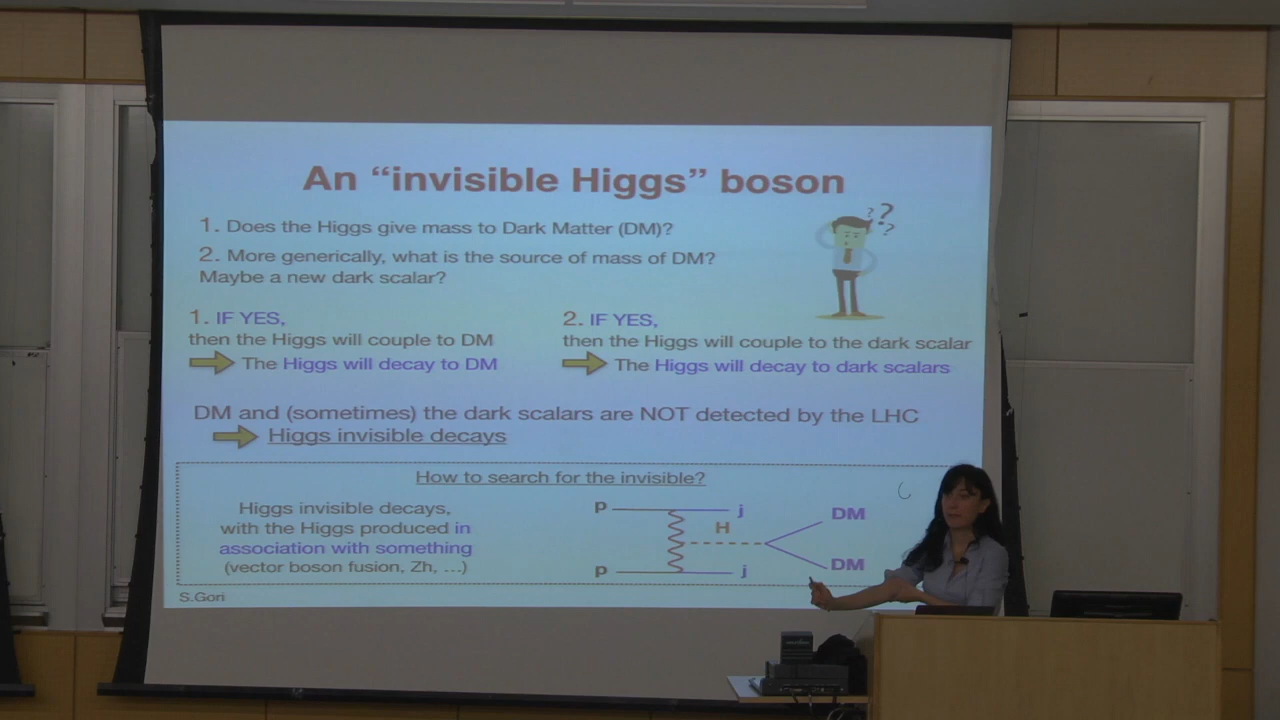 An “invisible Higgs” boson
? ? ?
1. Does the Higgs give mass to Dark Matter (DM)?
2. More generically, what is the source of mass of DM?
Maybe a new dark scalar?
1. IF YES,
then the Higgs will couple to DM
The Higgs will decay to DM
2. IF YES,
then the Higgs will couple to the dark scalar
The Higgs will decay to dark scalars
DM and (sometimes) the dark scalars are NOT detected by the LHC
Higgs invisible decays
How to search for the invisible?
Higgs invisible decays,
with the Higgs produced in
association with something
(vector boson fusion, Zh, ...)
p
j
H
DM
p
j
DM
S.Gori